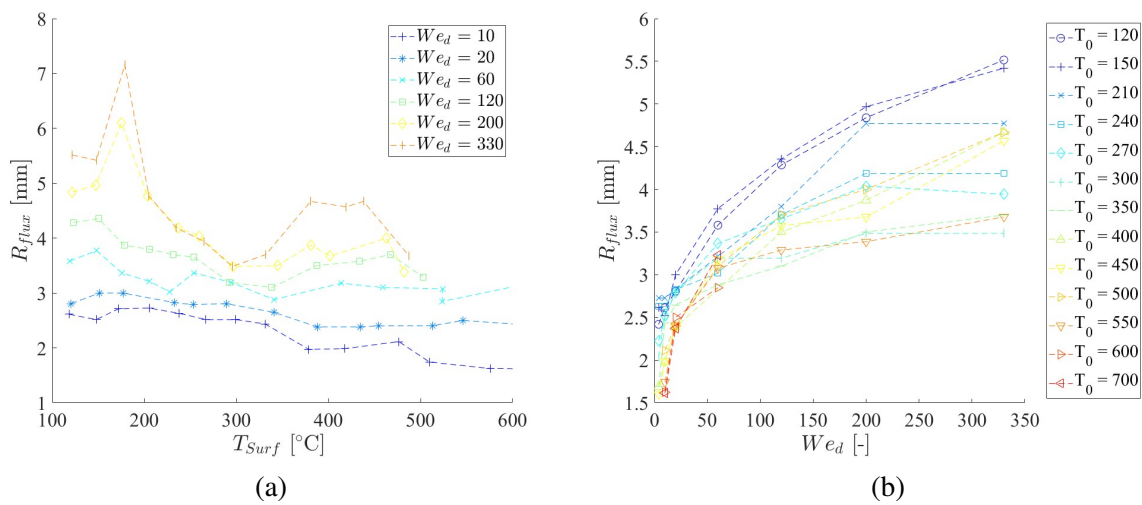 8
7
6
5
4
3
2
1
R_flux [mm]
100
200
300
400
500
600
T_Surf [°C]
We_d = 10
We_d = 20
We_d = 60
We_d = 120
We_d = 200
We_d = 330
(a)
6
5.5
5
4.5
4
3.5
3
2.5
2
1.5
R_flux [mm]
0
50
100
150
200
250
300
350
We_d [-]
T_0 = 120
T_0 = 150
T_0 = 210
T_0 = 240
T_0 = 270
T_0 = 300
T_0 = 350
T_0 = 400
T_0 = 450
T_0 = 500
T_0 = 550
T_0 = 600
T_0 = 700
(b)